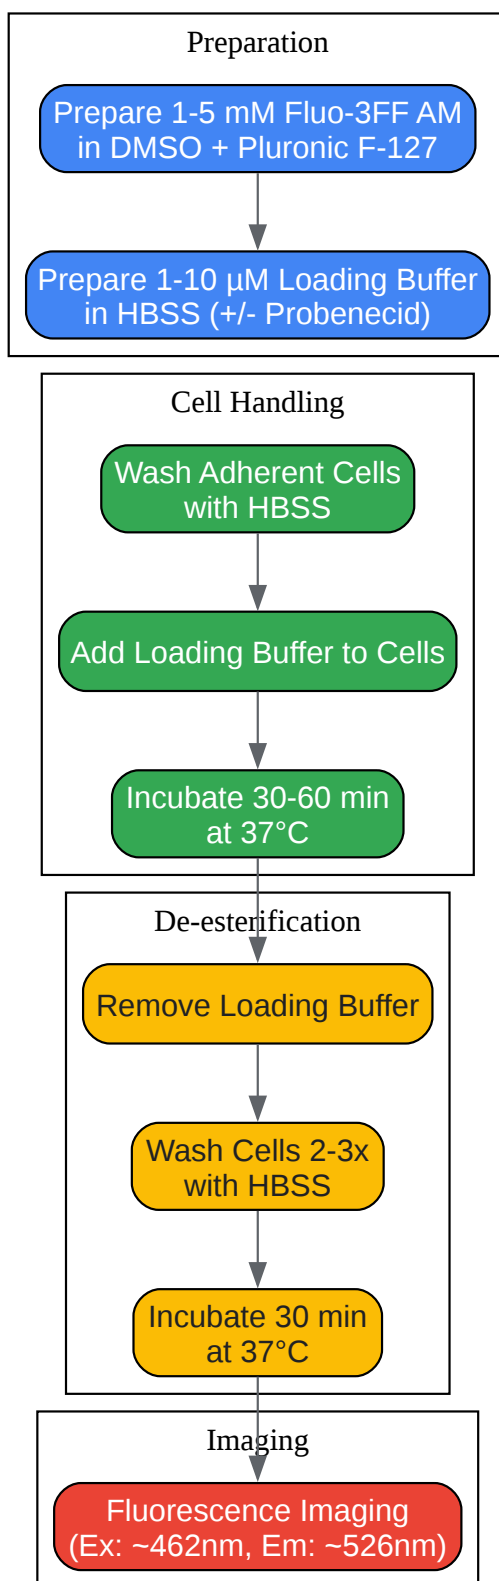 Preparation
Prepare 1-5 mM Fluo-3FF AM
in DMSO + Pluronic F-127
Prepare 1-10 µM Loading Buffer
in HBSS (+/- Probenecid)
Cell Handling
Wash Adherent Cells
with HBSS
Add Loading Buffer to Cells
Incubate 30-60 min
at 37°C
De-esterification
Remove Loading Buffer
Wash Cells 2-3x
with HBSS
Incubate 30 min
at 37°C
Imaging
Fluorescence Imaging
(Ex: ~462nm, Em: ~526nm)